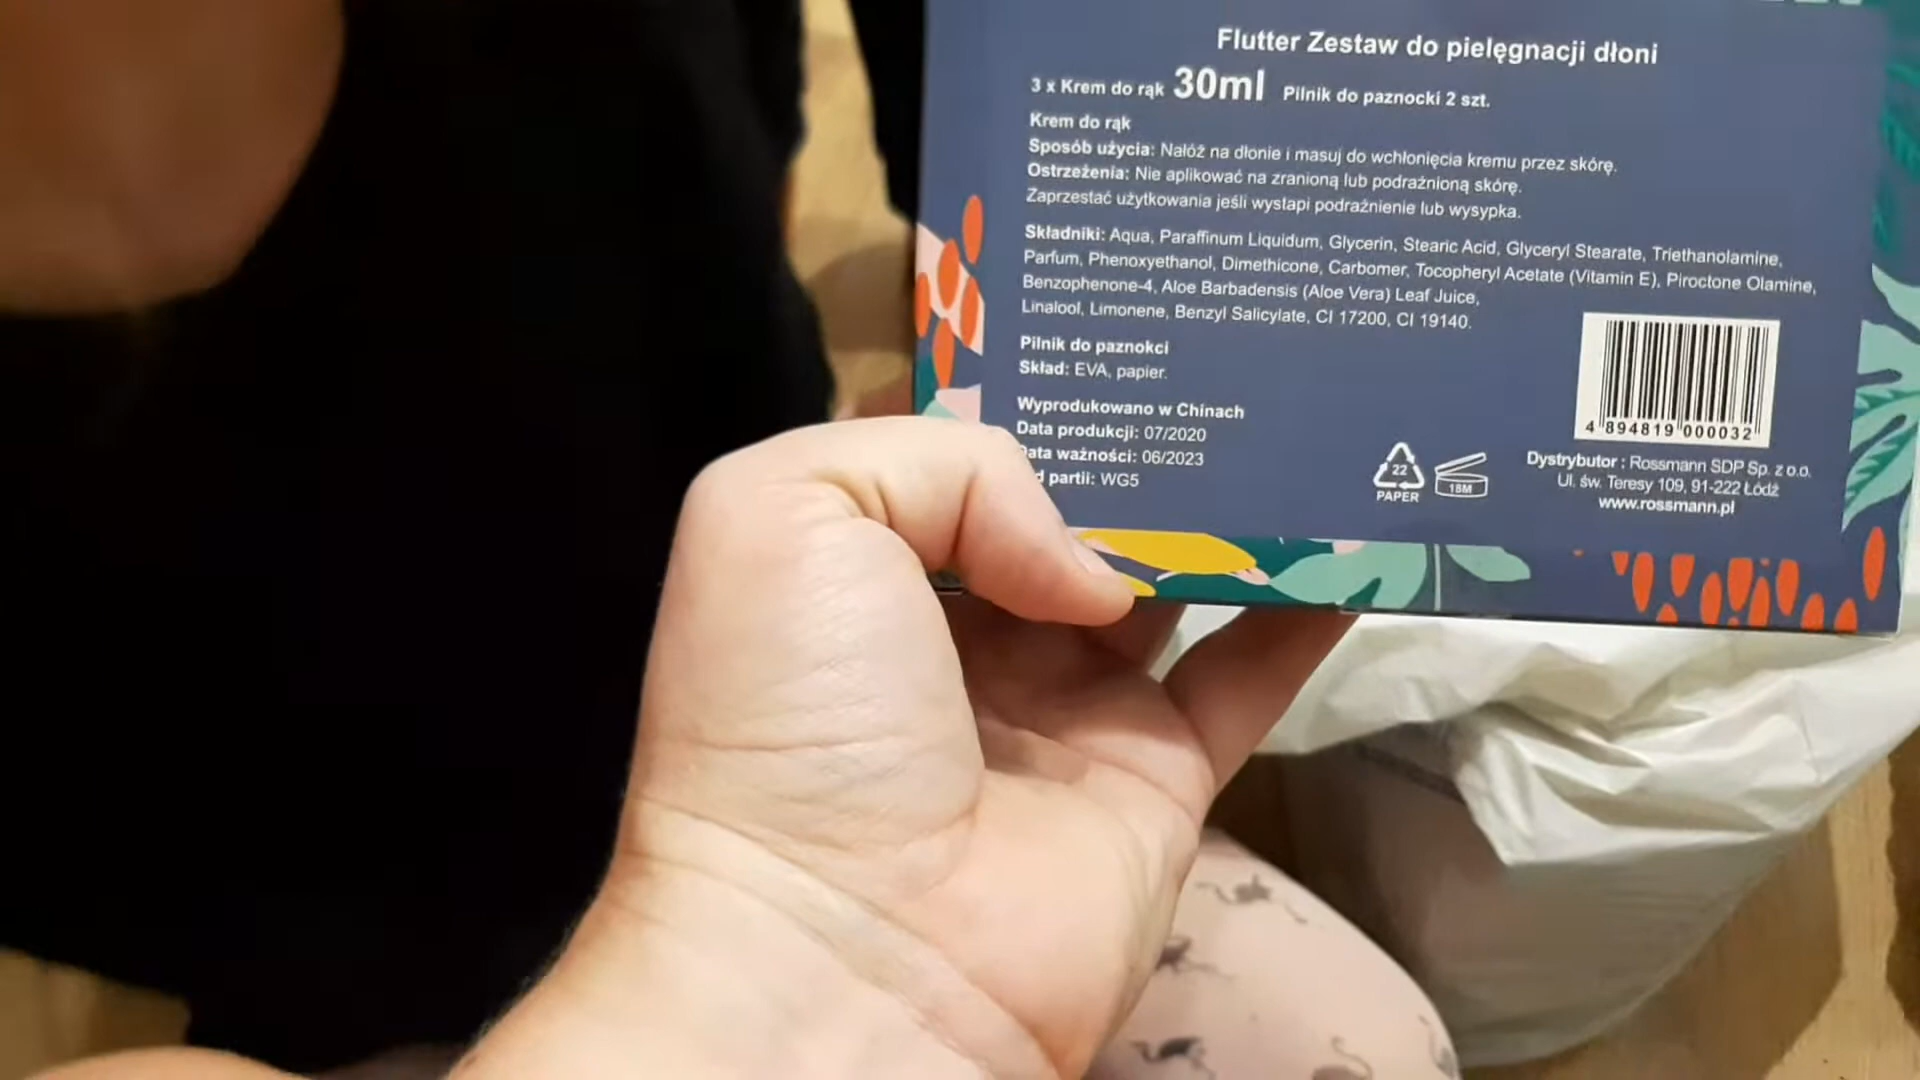 Flutter Zestaw do pielęgnacji dłoni
3 x Krem do rąk 30ml Pilnik do paznocki 2 szt.
Krem do rąk
Sposób użycia: Nałóż na dłonie i masuj do wchłonięcia kremu przez skórę.
Ostrzeżenia: Nie aplikować na zranioną lub podraźnioną skórę.
Zaprzestać użytkowania jeśli wystapi podraźnienie lub wysypka.
Składniki: Aqua, Paraffinum Liquidum, Glycerin, Stearic Acid, Glyceryl Stearate, Triethanolamine,
Parfum, Phenoxyethanol, Dimethicone, Carbomer, Tocopheryl Acetate (Vitamin E), Piroctone Olamine,
Benzophenone-4, Aloe Barbadensis (Aloe Vera) Leaf Juice,
Linalool, Limonene, Benzyl Salicylate, CI 17200, CI 19140.
Pilnik do paznokci
Skład: EVA, papier.
Wyprodukowano w Chinach
Data produkcji: 07/2020
ata ważności: 06/2023
partii: WG5
4 894819 000032
22
PAPER
18M
Dystrybutor : Rossmann SDP Sp. z o.o.
Ul. św. Teresy 109, 91-222 Łódź
www.rossmann.pl